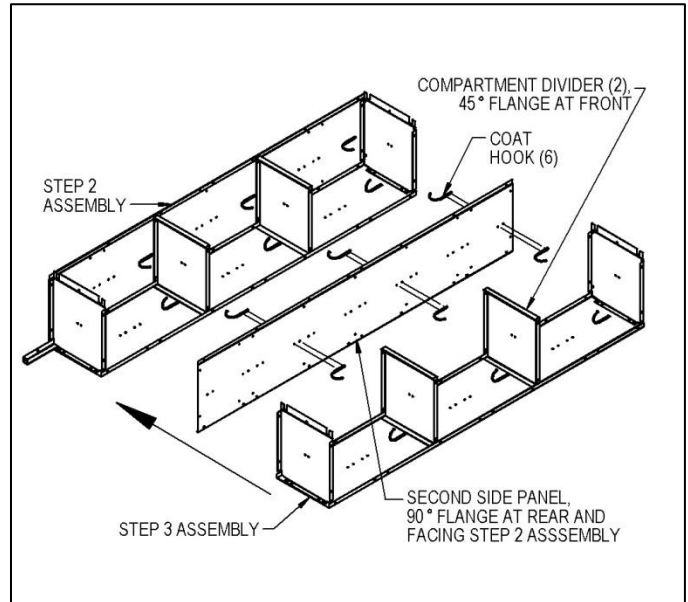 COMPARTMENT DIVIDER (2),
45° FLANGE AT FRONT
COAT
HOOK (6)
STEP 2
ASSEMBLY
SECOND SIDE PANEL,
90° FLANGE AT REAR AND
FACING STEP 2 ASSSEMBLY
STEP 3 ASSEMBLY